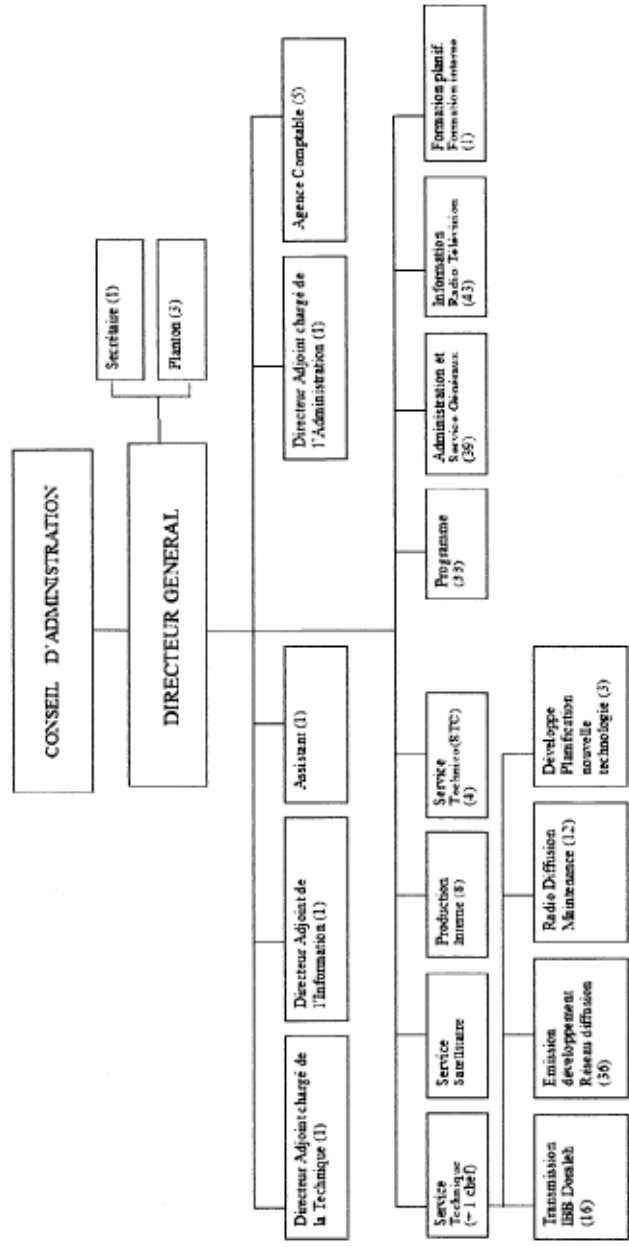 CONSEIL D'ADMINISTRATION
DIRECTEUR GENERAL
Secrétaire (1)
Planton (3)
Directeur Adjoint chargé de
la Technique (1)
Directeur Adjoint de
l'Information (1)
Assistant (1)
Directeur Adjoint chargé de
l'Administration (1)
Agence Comptable (5)
Service
Technique
(- 1 chef)
Service
Satellitaire
Production
Interne (8)
Service
Technico(STC)
(4)
Programme
(33)
Administration et
Service Généraux
(39)
Information
Radio Télévision
(43)
Formation planif.
Formation interne
(1)
Transmission
IBB Doraleh
(16)
Emission
développement
Réseau diffusion
(36)
Radio Diffusion
Maintenance (12)
Développe
Planification
nouvelle
technologie (3)